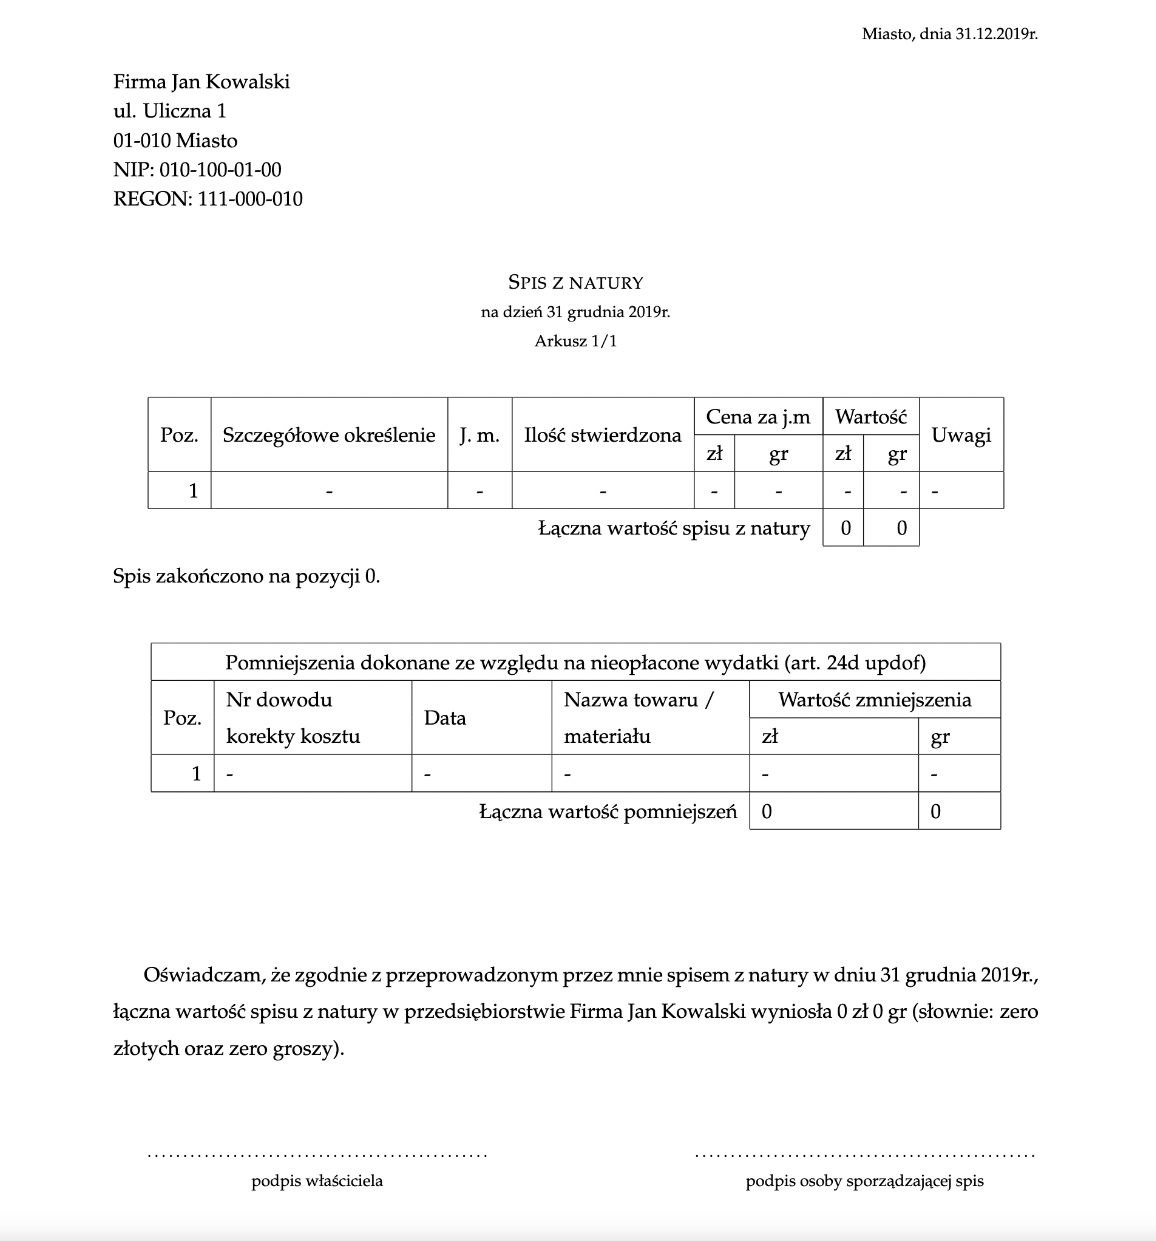 Miasto, dnia 31.12.2019r.
Firma Jan Kowalski
ul. Uliczna 1
01-010 Miasto
NIP: 010-100-01-00
REGON: 111-000-010
SPIS Z NATURY
na dzień 31 grudnia 2019r.
Arkusz 1/1
Poz. Szczegółowe określenie J. m. Ilość stwierdzona Cena za j.m Wartość Uwagi
zł gr zł gr
1 - - - - - - - -
Łączna wartość spisu z natury 0 0
Spis zakończono na pozycji 0.
Pomniejszenia dokonane ze względu na nieopłacone wydatki (art. 24d updof)
Poz. Nr dowodu korekty kosztu Data Nazwa towaru / materiału Wartość zmniejszenia
zł gr
1 - - - - -
Łączna wartość pomniejszeń 0 0
Oświadczam, że zgodnie z przeprowadzonym przez mnie spisem z natury w dniu 31 grudnia 2019r.,
łączna wartość spisu z natury w przedsiębiorstwie Firma Jan Kowalski wyniosła 0 zł 0 gr (słownie: zero
złotych oraz zero groszy).
podpis właściciela
podpis osoby sporządzającej spis